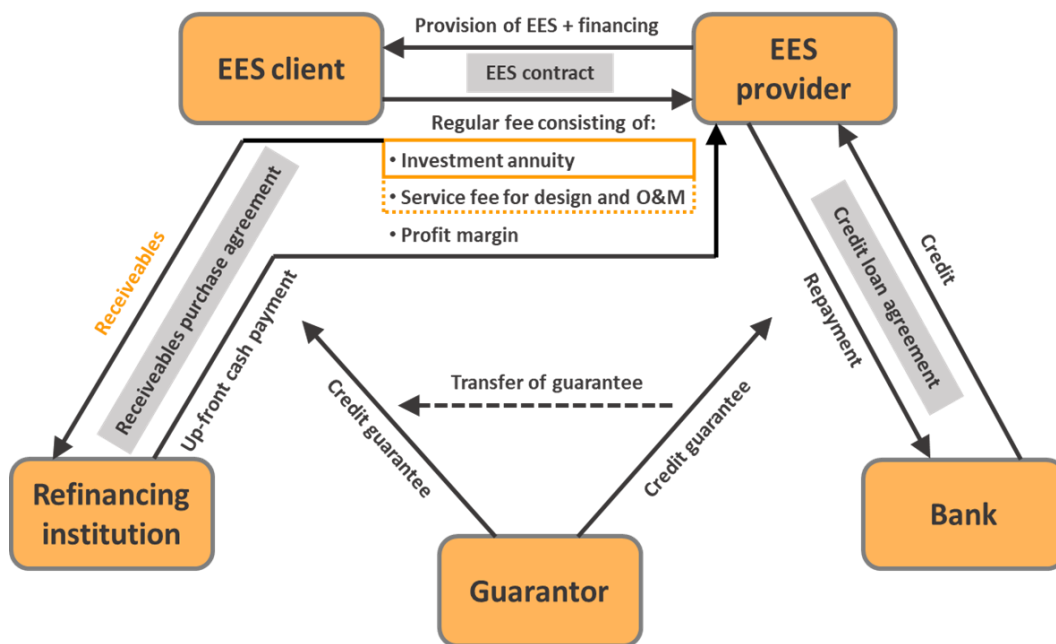 Provision of EES + financing
EES client
EES
provider
EES contract
Regular fee consisting of:
• Investment annuity
• Service fee for design and O&M
• Profit margin
Receiveables
Receivables purchase agreement
Up-front cash payment
Repayment
Credit loan agreement
Credit
Transfer of guarantee
Credit guarantee
Credit guarantee
Refinancing
institution
Bank
Guarantor